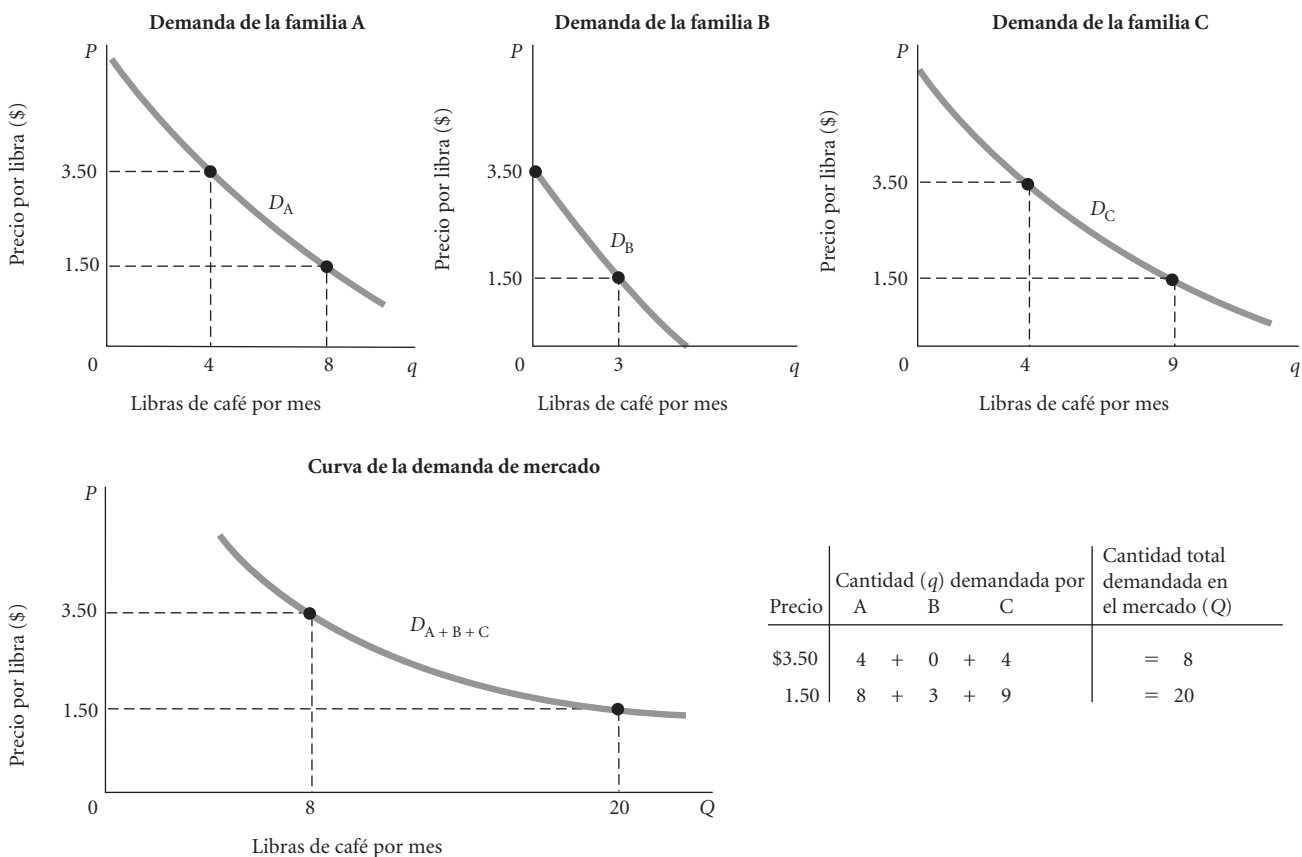 Demanda de la familia A
P
Precio por libra ($)
3.50
1.50
D_A
0
4
8
q
Libras de café por mes
Demanda de la familia B
P
Precio por libra ($)
3.50
1.50
D_B
0
3
q
Libras de café por mes
Demanda de la familia C
P
Precio por libra ($)
3.50
1.50
D_C
0
4
9
q
Libras de café por mes
Curva de la demanda de mercado
P
Precio por libra ($)
3.50
1.50
D_A + B + C
0
8
20
Q
Libras de café por mes
Cantidad total
Cantidad (q) demandada por demandada en
Precio A B C el mercado (Q)
$3.50 4 + 0 + 4 = 8
1.50 8 + 3 + 9 = 20